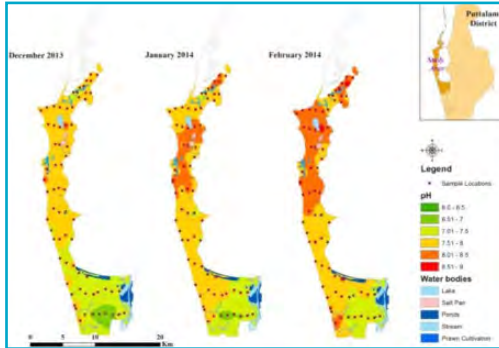 December 2013
January 2014
February 2014
Puttalam
District
Study
Area
Legend
Sample Locations
pH
6.0 - 6.5
6.51 - 7
7.01 - 7.5
7.51 - 8
8.01 - 8.5
8.51 - 9
Water bodies
Lake
Salt Pan
Ponds
Stream
Prawn Cultivation
0 5 10 20
Km